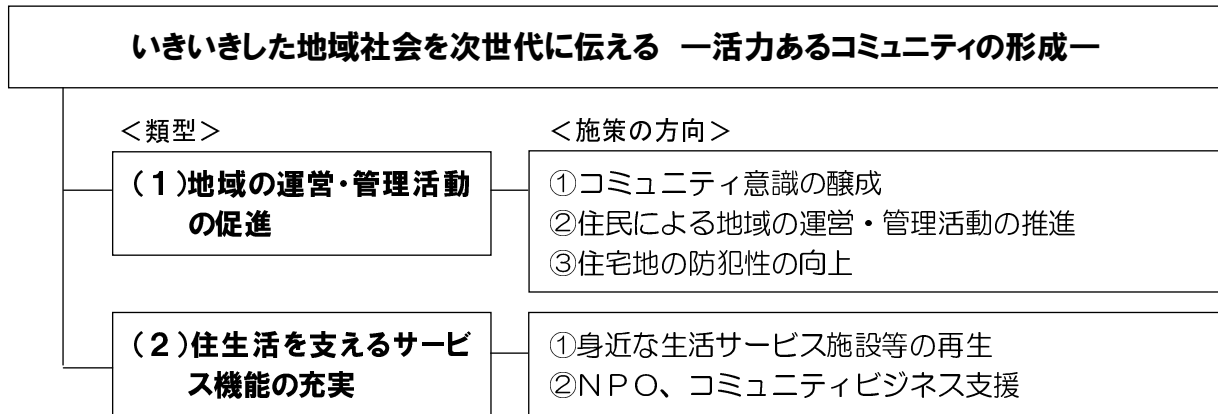 いきいきした地域社会を次世代に伝える ―活力あるコミュニティの形成―
＜類型＞
＜施策の方向＞
（１）地域の運営・管理活動
の促進
①コミュニティ意識の醸成
②住民による地域の運営・管理活動の推進
③住宅地の防犯性の向上
（２）住生活を支えるサービ
ス機能の充実
①身近な生活サービス施設等の再生
②ＮＰＯ、コミュニティビジネス支援